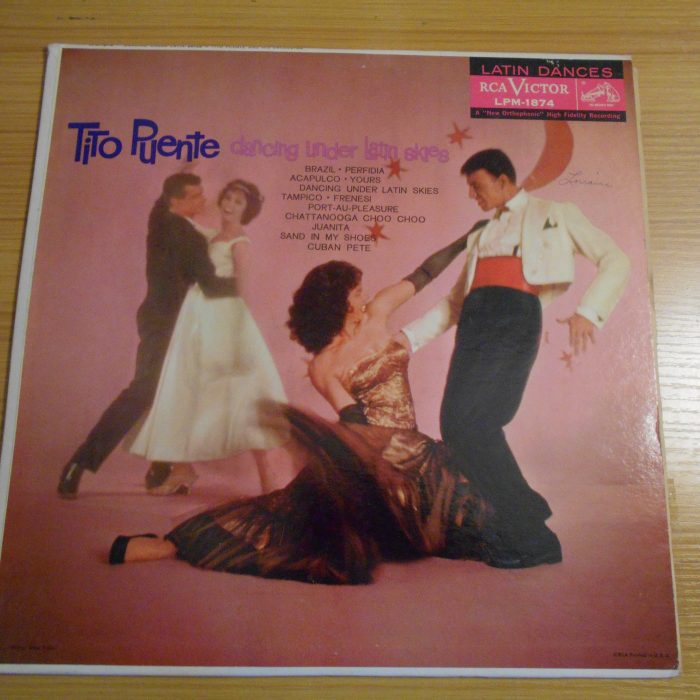 LATIN DANCES
RCA VICTOR
LPM-1874
A "New Orthophonic" High Fidelity Recording
Tito Puente dancing under latin skies
BRAZIL • PERFIDIA
ACAPULCO • YOURS
DANCING UNDER LATIN SKIES
TAMPICO • FRENESI
PORT-AU-PLEASURE
CHATTANOOGA CHOO CHOO
JUANITA
SAND IN MY SHOES
CUBAN PETE
Lorraine